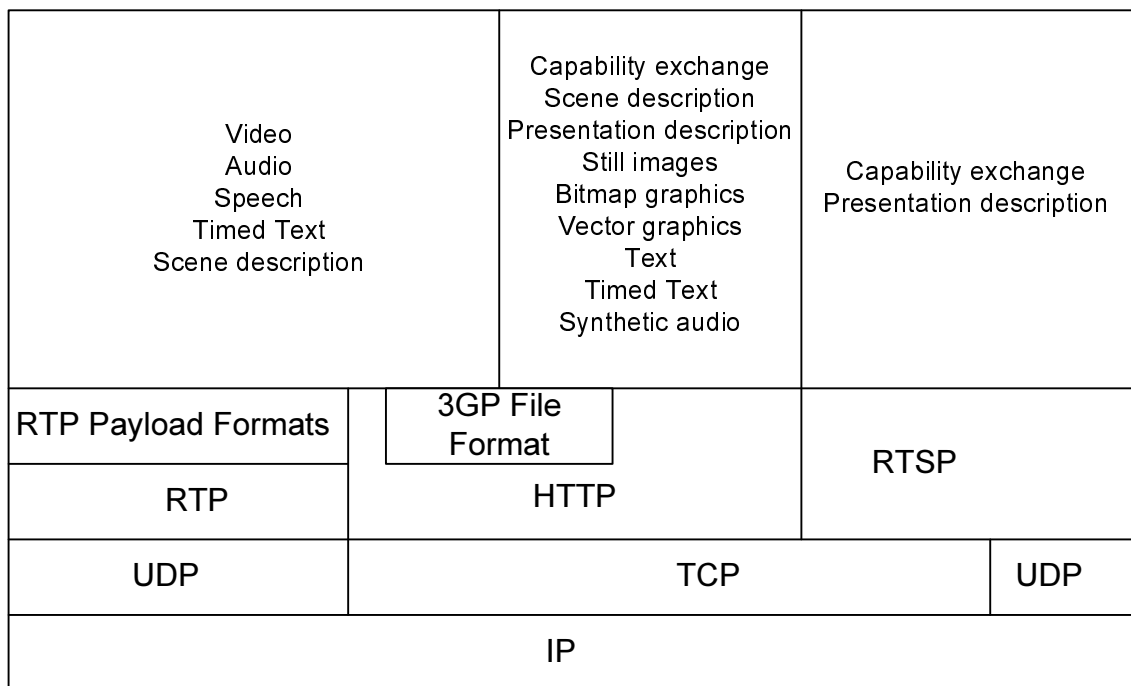 Video
Audio
Speech
Timed Text
Scene description
Capability exchange
Scene description
Presentation description
Still images
Bitmap graphics
Vector graphics
Text
Timed Text
Synthetic audio
Capability exchange
Presentation description
RTP Payload Formats
3GP File
Format
RTSP
RTP
HTTP
UDP
TCP
UDP
IP